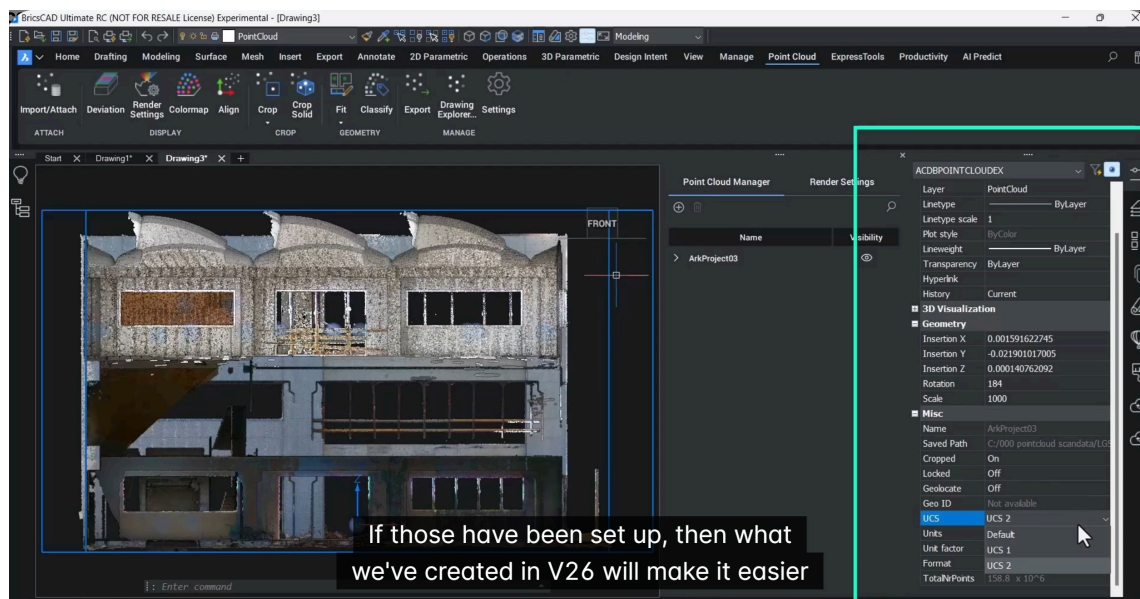 BricsCAD Ultimate RC (NOT FOR RESALE License) Experimental - [Drawing3]
PointCloud
Modeling
Home Drafting Modeling Surface Mesh Insert Export Annotate 2D Parametric Operations 3D Parametric Design Intent View Manage Point Cloud ExpressTools Productivity AI Predict
Import/Attach Deviation Render Settings Colormap Align Crop Crop Solid Fit Classify Export Drawing Explorer... Settings
ATTACH DISPLAY CROP GEOMETRY MANAGE
Start Drawing1* Drawing3*
Point Cloud Manager Render Settings
Name Visibility
ArkProject03
FRONT
Z
ACDBPOINTCLOUDEX
Layer PointCloud
Linetype ByLayer
Linetype scale 1
Plot style ByColor
Lineweight ByLayer
Transparency ByLayer
Hyperlink
History Current
3D Visualization
Geometry
Insertion X 0.001591622745
Insertion Y -0.021901017005
Insertion Z 0.000140762092
Rotation 184
Scale 1000
Misc
Name ArkProject03
Saved Path C:/000 pointcloud scandata/LGS
Cropped On
Locked Off
Geolocate Off
Geo ID Not available
UCS UCS 2
Units Default
Unit factor UCS 1
Format UCS 2
TotalNrPoints 158.8 x 10^6
If those have been set up, then what
we've created in V26 will make it easier
: Enter command